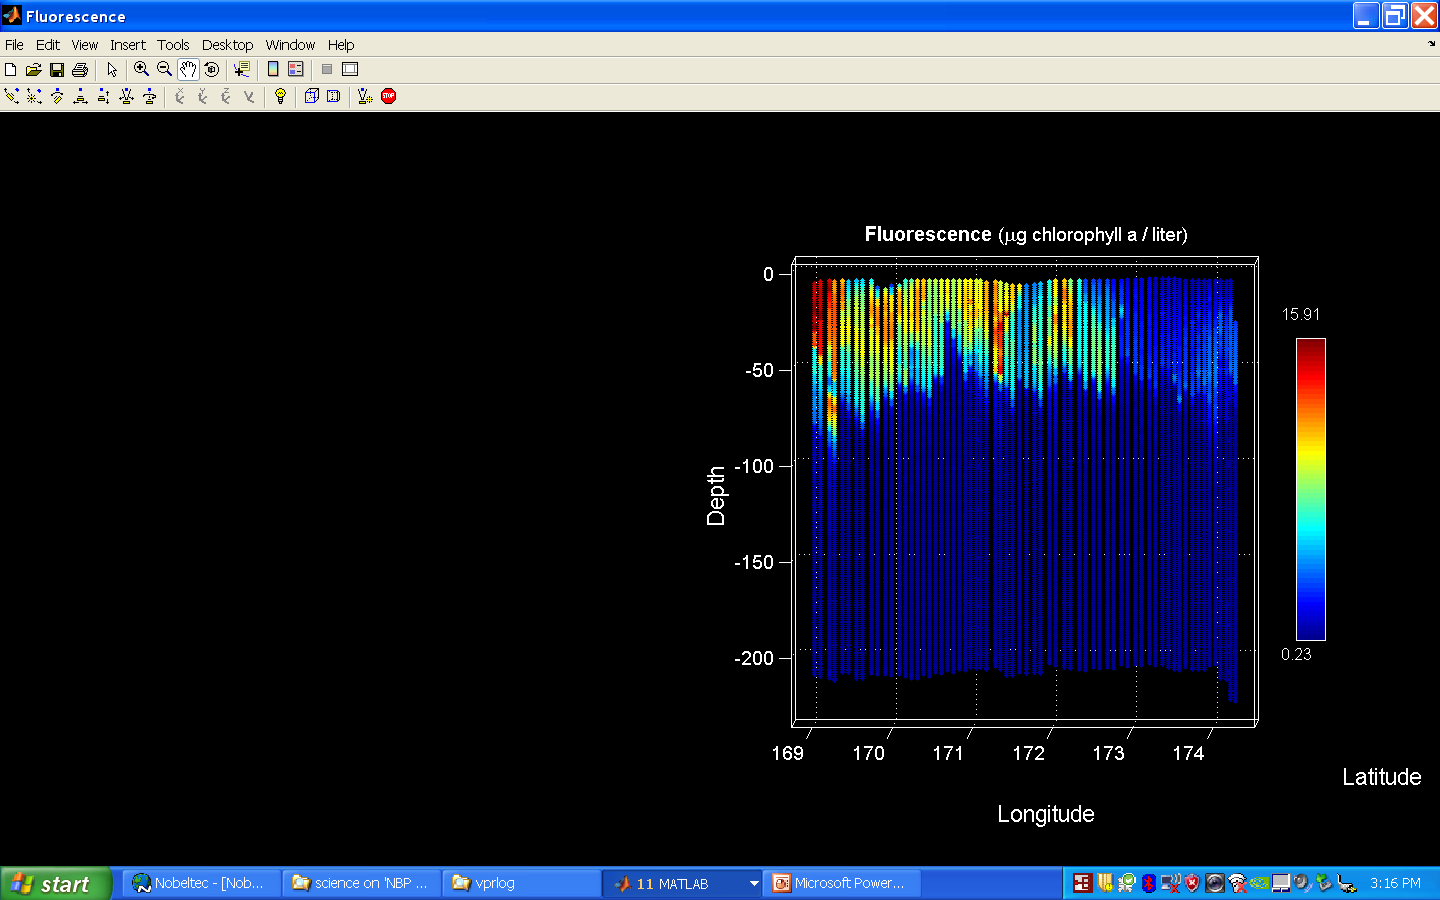 Fluorescence
File Edit View Insert Tools Desktop Window Help
STOP
Fluorescence (µg chlorophyll a / liter)
0
-50
-100
-150
-200
Depth
15.91
0.23
169 170 171 172 173 174
Latitude
Longitude
start Nobeltec - [Nob... science on 'NBP ... vprlog 11 MATLAB Microsoft Power... 3:16 PM